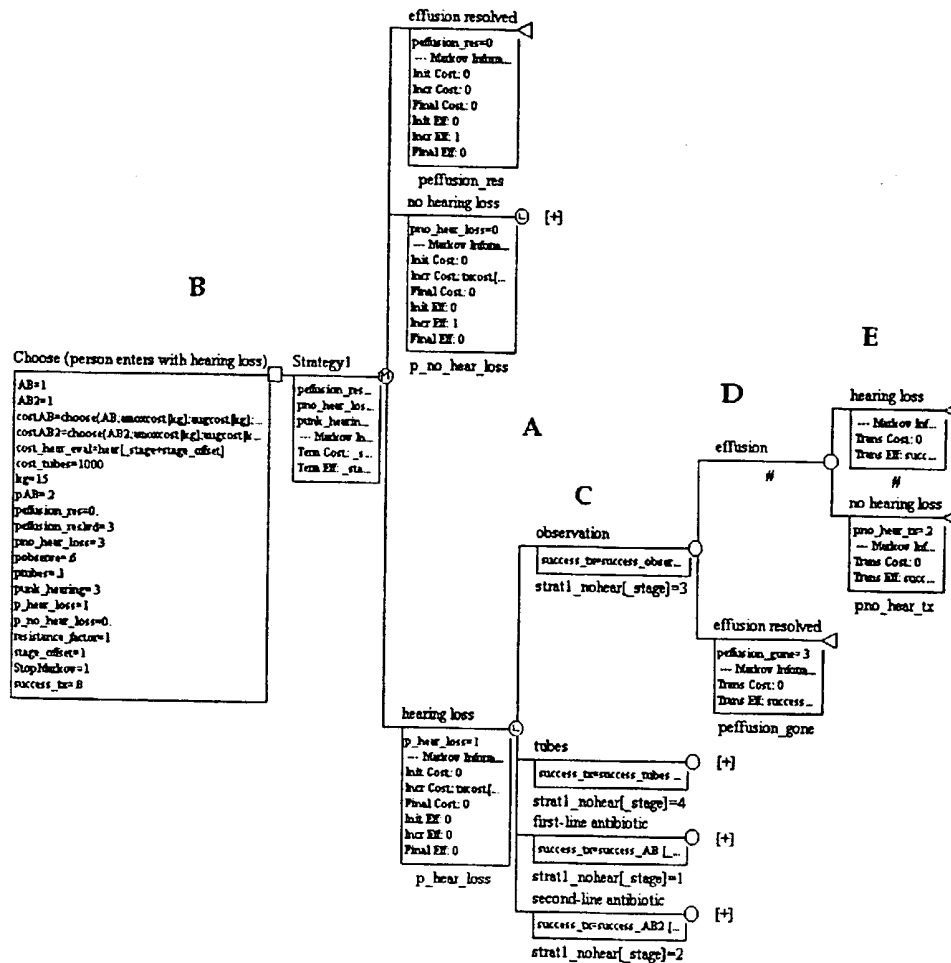 effusion resolved
peffusion_res=0
--- Markov Inform...
Init Cost: 0
Incr Cost: 0
Final Cost: 0
Init Eff: 0
Incr Eff: 1
Final Eff: 0
peffusion_res
no hearing loss
L [+]
pno_hear_loss=0
--- Markov Inform...
Init Cost: 0
Incr Cost: txcost[...
Final Cost: 0
Init Eff: 0
Incr Eff: 1
Final Eff: 0
p_no_hear_loss
B
Choose (person enters with hearing loss)
AB=1
AB2=1
costAB=choose(AB;amoxcost[kg];augcost[kg];...
costAB2=choose(AB2;amoxcost[kg];augcost[k...
cost_hear_eval=hear[_stage+stage_offset]
cost_tubes=1000
kg=15
pAB=.2
peffusion_res=0.
peffusion_reslvd=.3
pno_hear_loss=.3
pobserve=.6
ptubes=.1
punk_hearing=.3
p_hear_loss=1
p_no_hear_loss=0.
resistance_factor=1
stage_offset=1
StopMarkov=1
success_tx=.8
Strategy1
M
peffusion_res...
pno_hear_los...
punk_hearin...
--- Markov In...
Term Cost: _s...
Term Eff: _sta...
hearing loss
L
p_hear_loss=1
--- Markov Inform...
Init Cost: 0
Incr Cost: txcost[...
Final Cost: 0
Init Eff: 0
Incr Eff: 0
Final Eff: 0
p_hear_loss
A
C
observation
success_tx=success_obser...
strat1_nohear[_stage]=3
tubes
[+]
success_tx=success_tubes ...
strat1_nohear[_stage]=4
first-line antibiotic
[+]
success_tx=success_AB [_...
strat1_nohear[_stage]=1
second-line antibiotic
[+]
success_tx=success_AB2 [...
strat1_nohear[_stage]=2
D
effusion
#
effusion resolved
peffusion_gone=.3
--- Markov Inform...
Trans Cost: 0
Trans Eff: success...
peffusion_gone
E
hearing loss
--- Markov Inf...
Trans Cost: 0
Trans Eff: succ...
#
no hearing loss
pno_hear_tx=.2
--- Markov Inf...
Trans Cost: 0
Trans Eff: succ...
pno_hear_tx